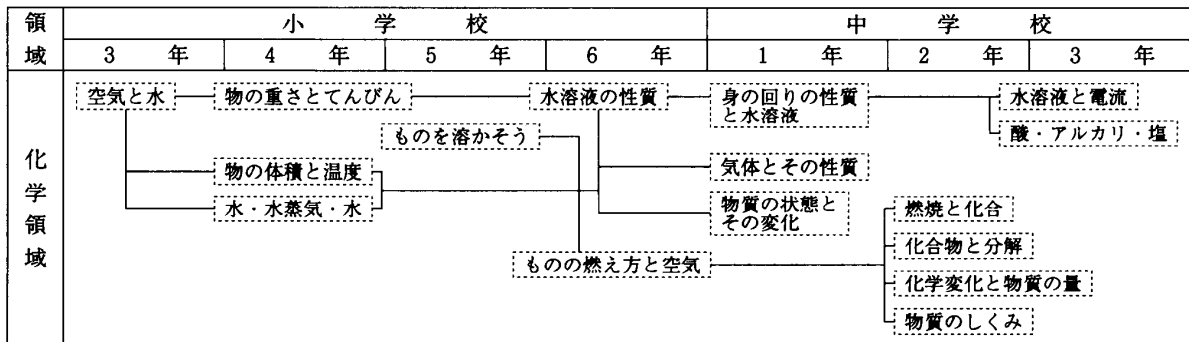 領域 小学校 中学校
3年 4年 5年 6年 1年 2年 3年
化学領域
空気と水 物の重さとてんびん 水溶液の性質 身の回りの性質と水溶液 水溶液と電流
ものを溶かそう 酸・アルカリ・塩
物の体積と温度 気体とその性質
水・水蒸気・水 物質の状態とその変化 燃焼と化合
化合物と分解
ものの燃え方と空気 化学変化と物質の量
物質のしくみ